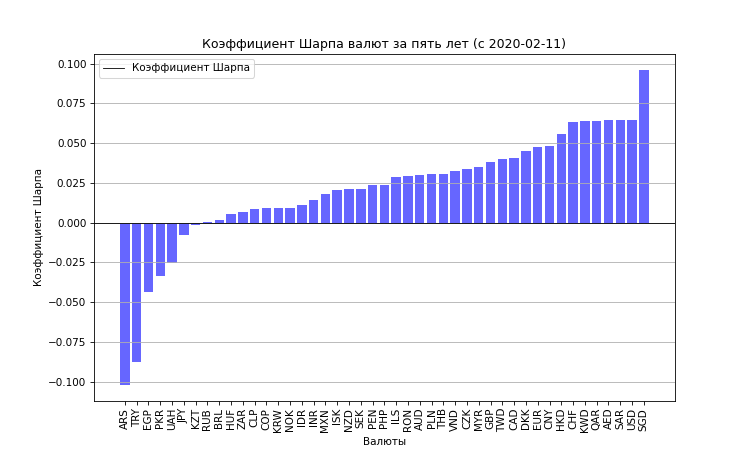 Коэффициент Шарпа валют за пять лет (с 2020-02-11)
Коэффициент Шарпа
0.100
0.075
0.050
0.025
0.000
−0.025
−0.050
−0.075
−0.100
Коэффициент Шарпа
ARS TRY EGP PKR UAH JPY KZT RUB BRL HUF ZAR CLP COP KRW NOK IDR INR MXN ISK NZD SEK PEN PHP ILS RON AUD PLN THB VND CZK MYR GBP TWD CAD DKK EUR CNY HKD CHF KWD QAR AED SAR USD SGD
Валюты